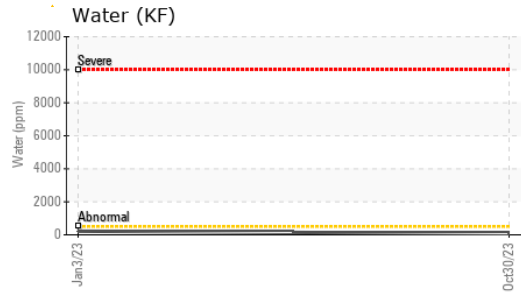 Water (KF)
12000
10000
8000
6000
4000
2000
0
Water (ppm)
Severe
Abnormal
Jan3/23
Oct30/23